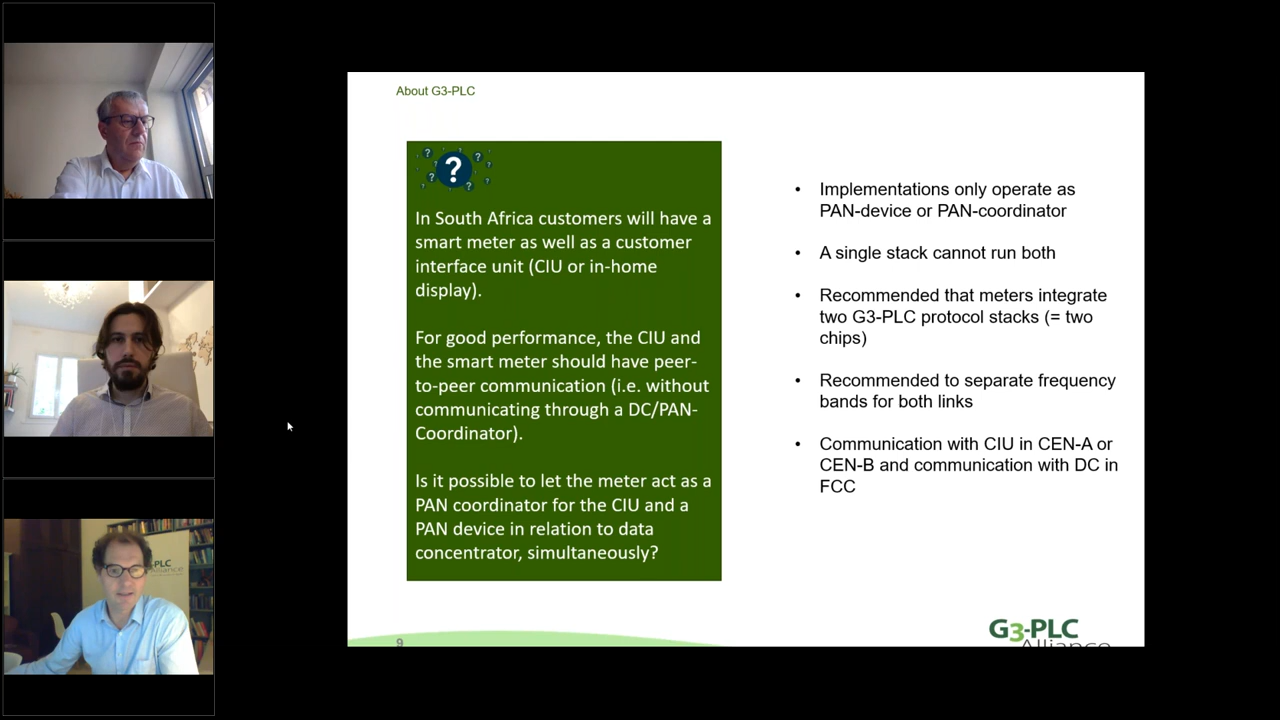 About G3-PLC
?
In South Africa customers will have a
smart meter as well as a customer
interface unit (CIU or in-home
display).
For good performance, the CIU and
the smart meter should have peer-
to-peer communication (i.e. without
communicating through a DC/PAN-
Coordinator).
Is it possible to let the meter act as a
PAN coordinator for the CIU and a
PAN device in relation to data
concentrator, simultaneously?
• Implementations only operate as
PAN-device or PAN-coordinator
• A single stack cannot run both
• Recommended that meters integrate
two G3-PLC protocol stacks (= two
chips)
• Recommended to separate frequency
bands for both links
• Communication with CIU in CEN-A or
CEN-B and communication with DC in
FCC
9
G3-PLC
Alliance
-PLC
Alliance